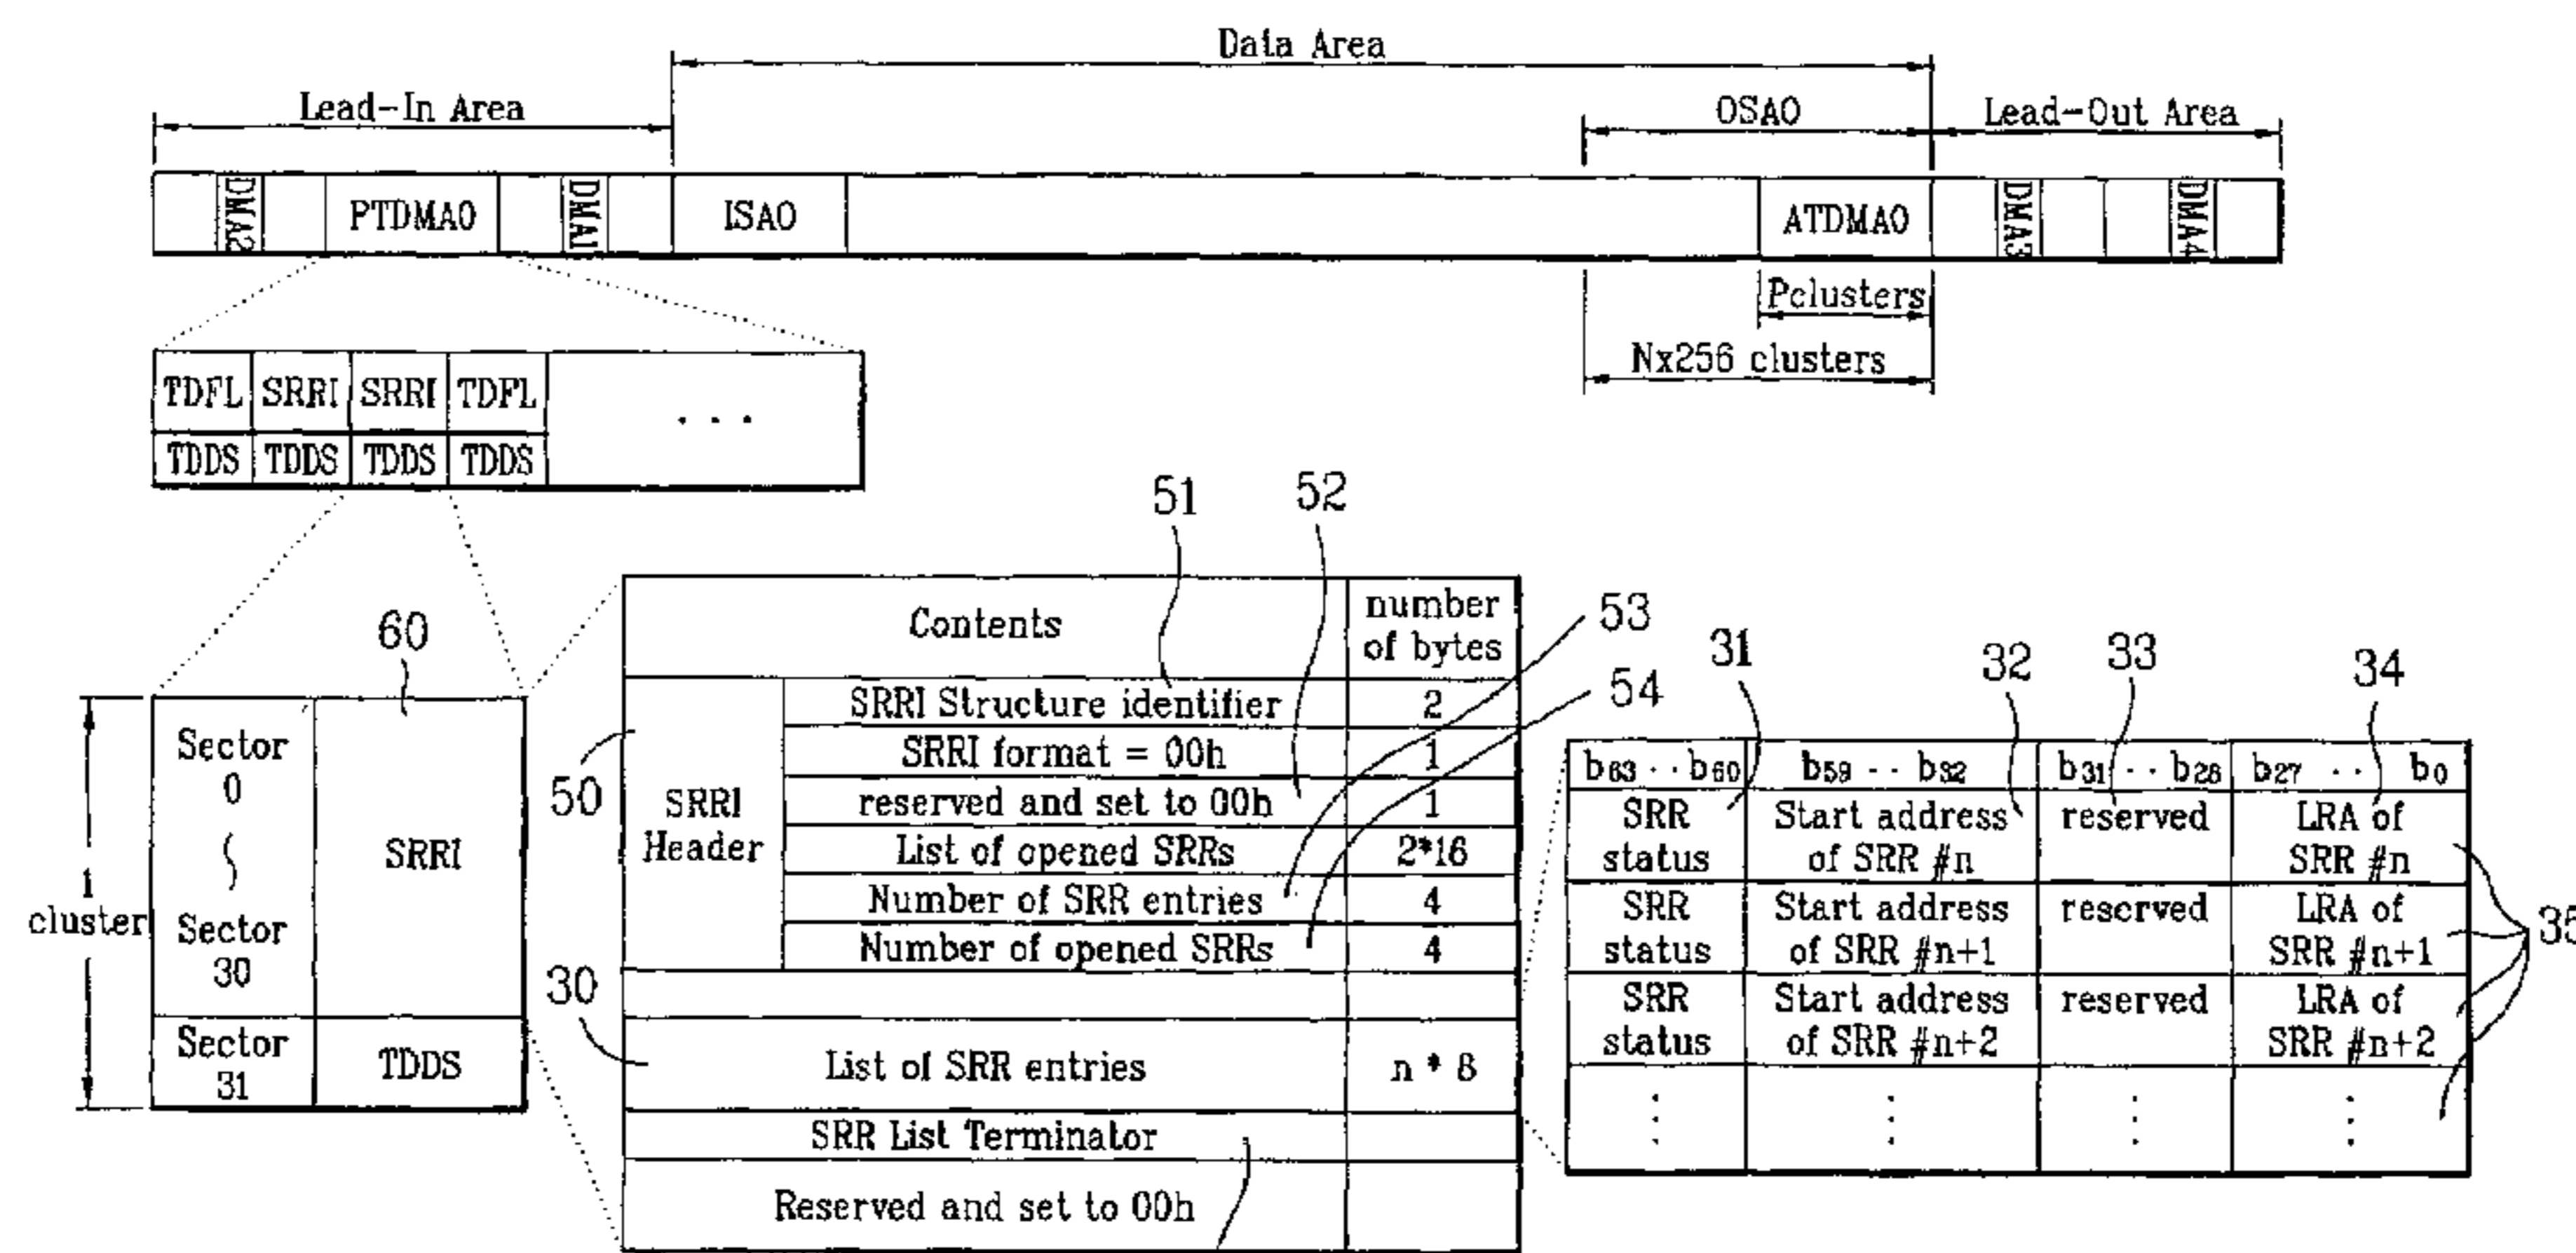 Data Area
Lead-In Area
OSA0
Lead-Out Area
DMA2
PTDMA0
DMA1
ISA0
ATDMA0
DMA3
DMA4
Pclusters
Nx256 clusters
TDFL SRRI SRRI TDFL
. . .
TDDS TDDS TDDS TDDS
51
52
53
54
60
50
30
1
cluster
Sector
0
Sector
30
SRRI
Sector
31
TDDS
Contents
number
of bytes
SRRI
Header
SRRI Structure identifier 2
SRRI format = 00h 1
reserved and set to 00h 1
List of opened SRRs 2*16
Number of SRR entries 4
Number of opened SRRs 4
List of SRR entries n * 8
SRR List Terminator
Reserved and set to 00h
31
32
33
34
35
b63 ·· b60 b59 ·· b32 b31 ·· b28 b27 ·· b0
SRR Start address reserved LRA of
status of SRR #n SRR #n
SRR Start address reserved LRA of
status of SRR #n+1 SRR #n+1
SRR Start address reserved LRA of
status of SRR #n+2 SRR #n+2